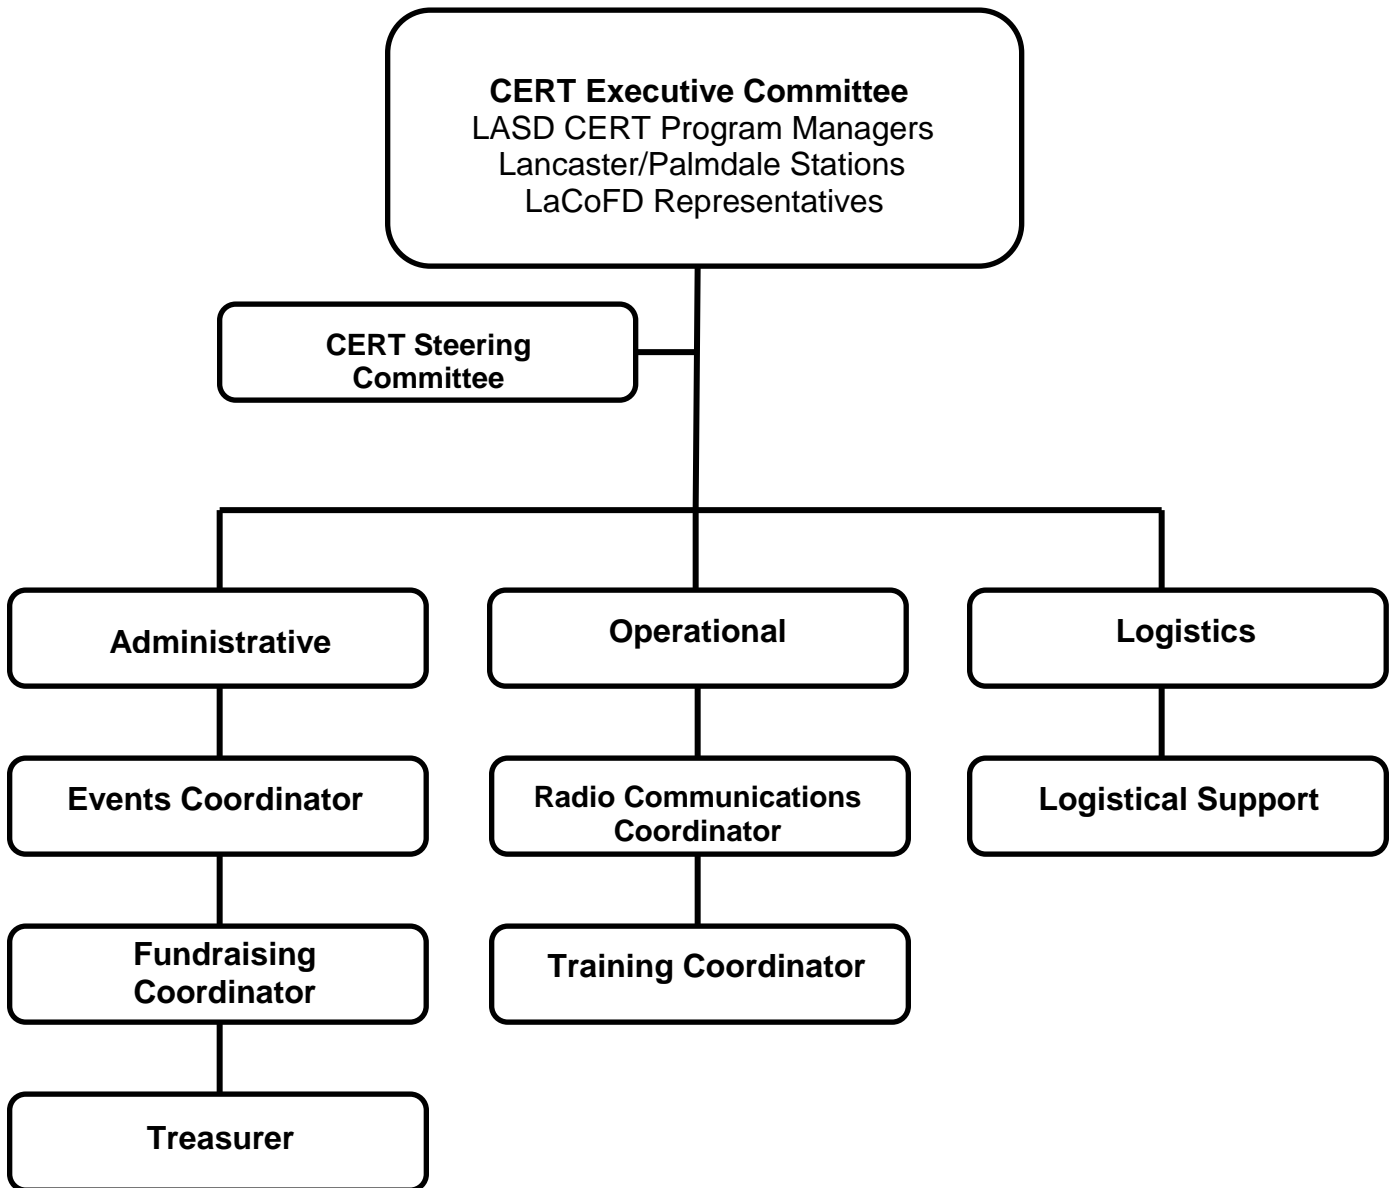 CERT Executive Committee
LASD CERT Program Managers
Lancaster/Palmdale Stations
LaCoFD Representatives
CERT Steering
Committee
Administrative
Operational
Logistics
Events Coordinator
Radio Communications
Coordinator
Logistical Support
Fundraising
Coordinator
Training Coordinator
Treasurer